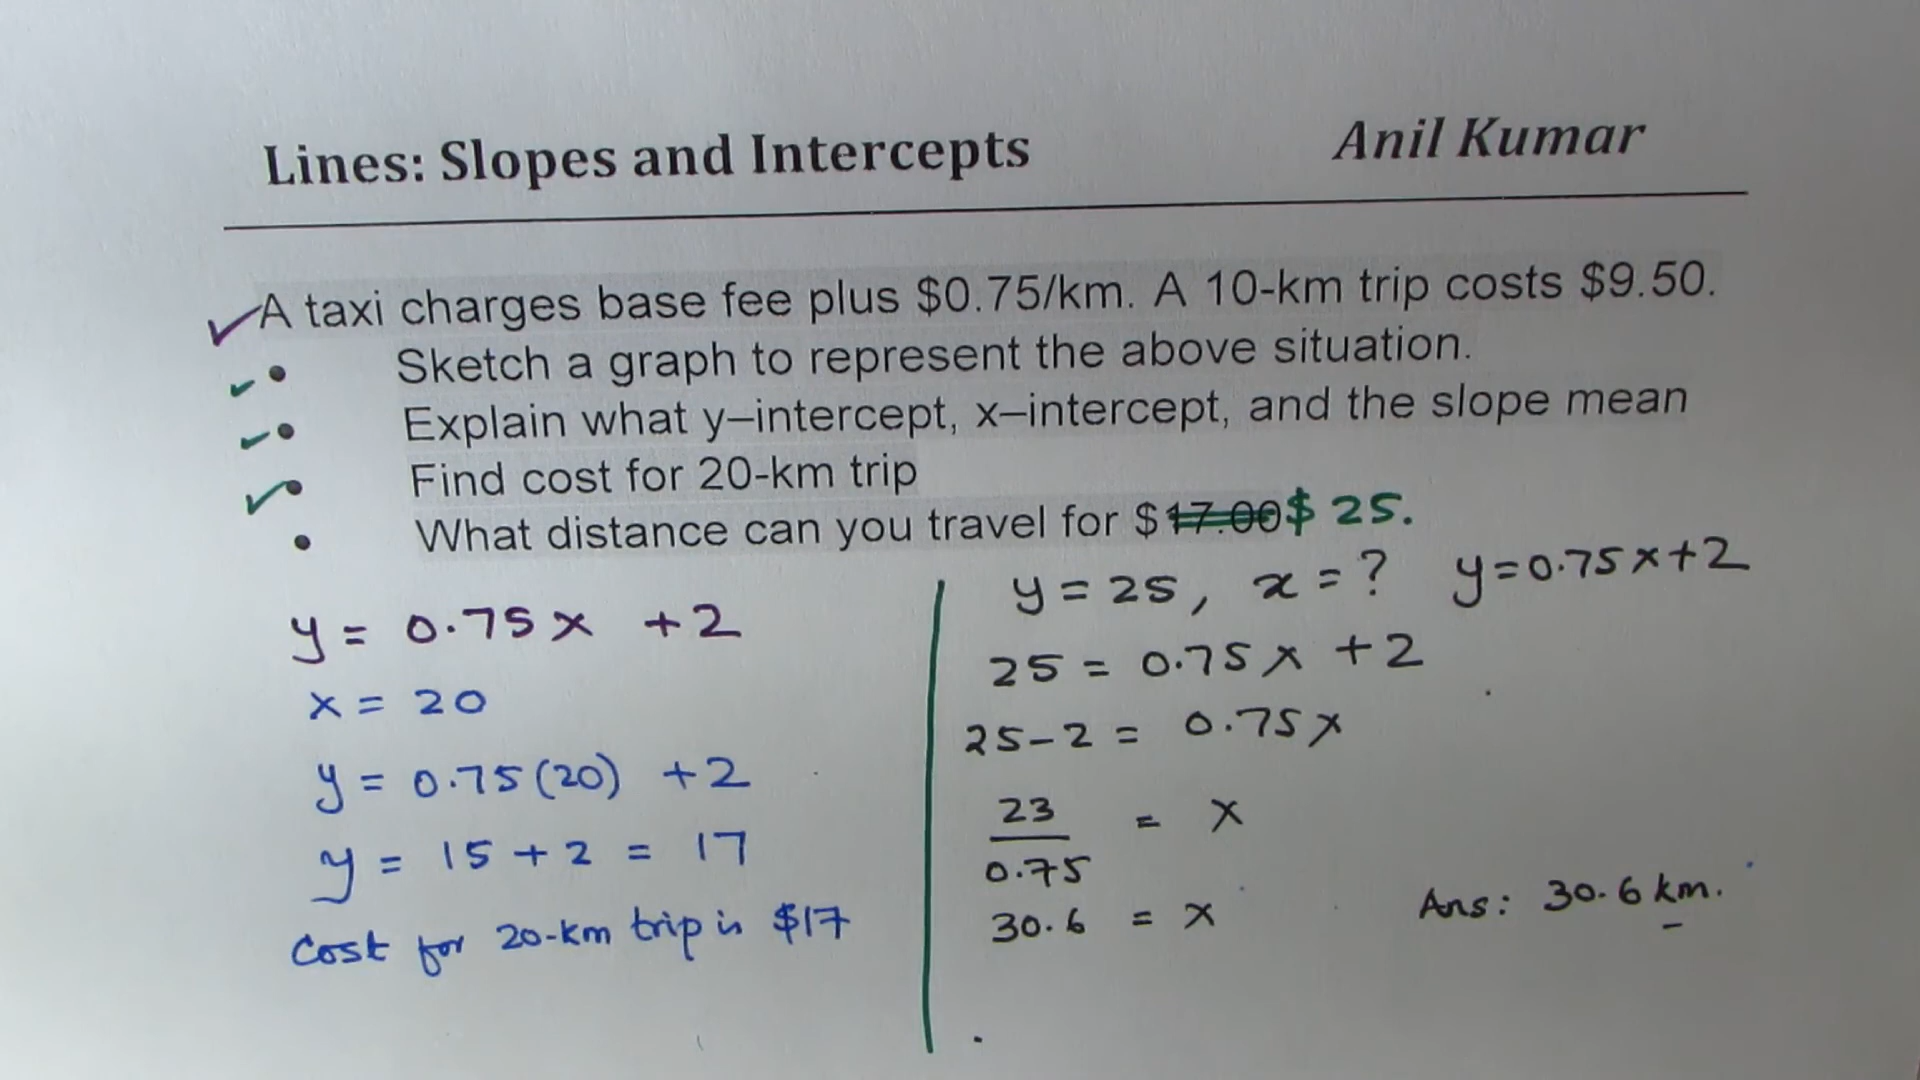 Lines: Slopes and Intercepts Anil Kumar
A taxi charges base fee plus $0.75/km. A 10-km trip costs $9.50.
• Sketch a graph to represent the above situation.
• Explain what y–intercept, x–intercept, and the slope mean
• Find cost for 20-km trip
• What distance can you travel for $17.00 $ 25.
y = 0.75x + 2
x = 20
y = 0.75(20) + 2
y = 15 + 2 = 17
Cost for 20-km trip is $17
y = 25, x = ? y = 0.75x + 2
25 = 0.75x + 2
25 - 2 = 0.75x
23/0.75 = x
30.6 = x
Ans: 30.6 km.